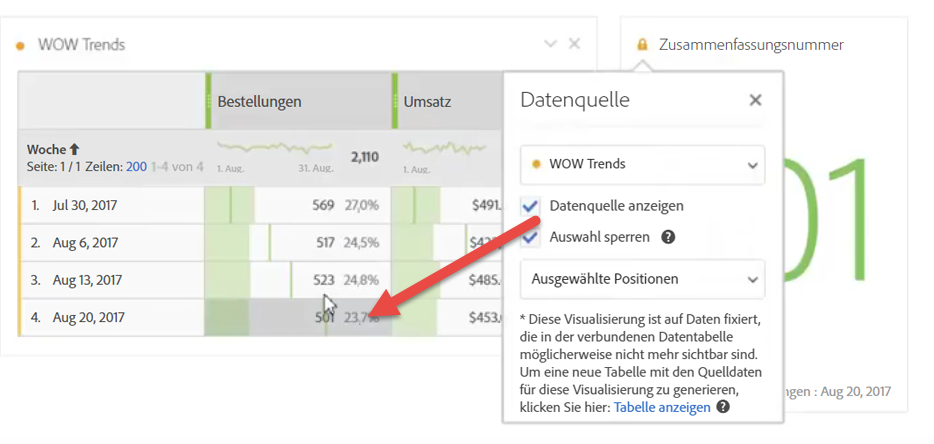 WOW Trends
Bestellungen
Umsatz
Woche
Seite: 1 / 1 Zeilen: 200 1-4 von 4
1. Aug.
31. Aug.
2,110
1. Aug.
1. Jul 30, 2017
569 27,0%
$491.
2. Aug 6, 2017
517 24,5%
3. Aug 13, 2017
523 24,8%
$485.
4. Aug 20, 2017
501 23,7%
$453.
Zusammenfassungsnummer
01
Aug 20, 2017
Datenquelle
WOW Trends
Datenquelle anzeigen
Auswahl sperren
Ausgewählte Positionen
* Diese Visualisierung ist auf Daten fixiert,
die in der verbundenen Datentabelle
möglicherweise nicht mehr sichtbar sind.
Um eine neue Tabelle mit den Quelldaten
für diese Visualisierung zu generieren,
klicken Sie hier: Tabelle anzeigen